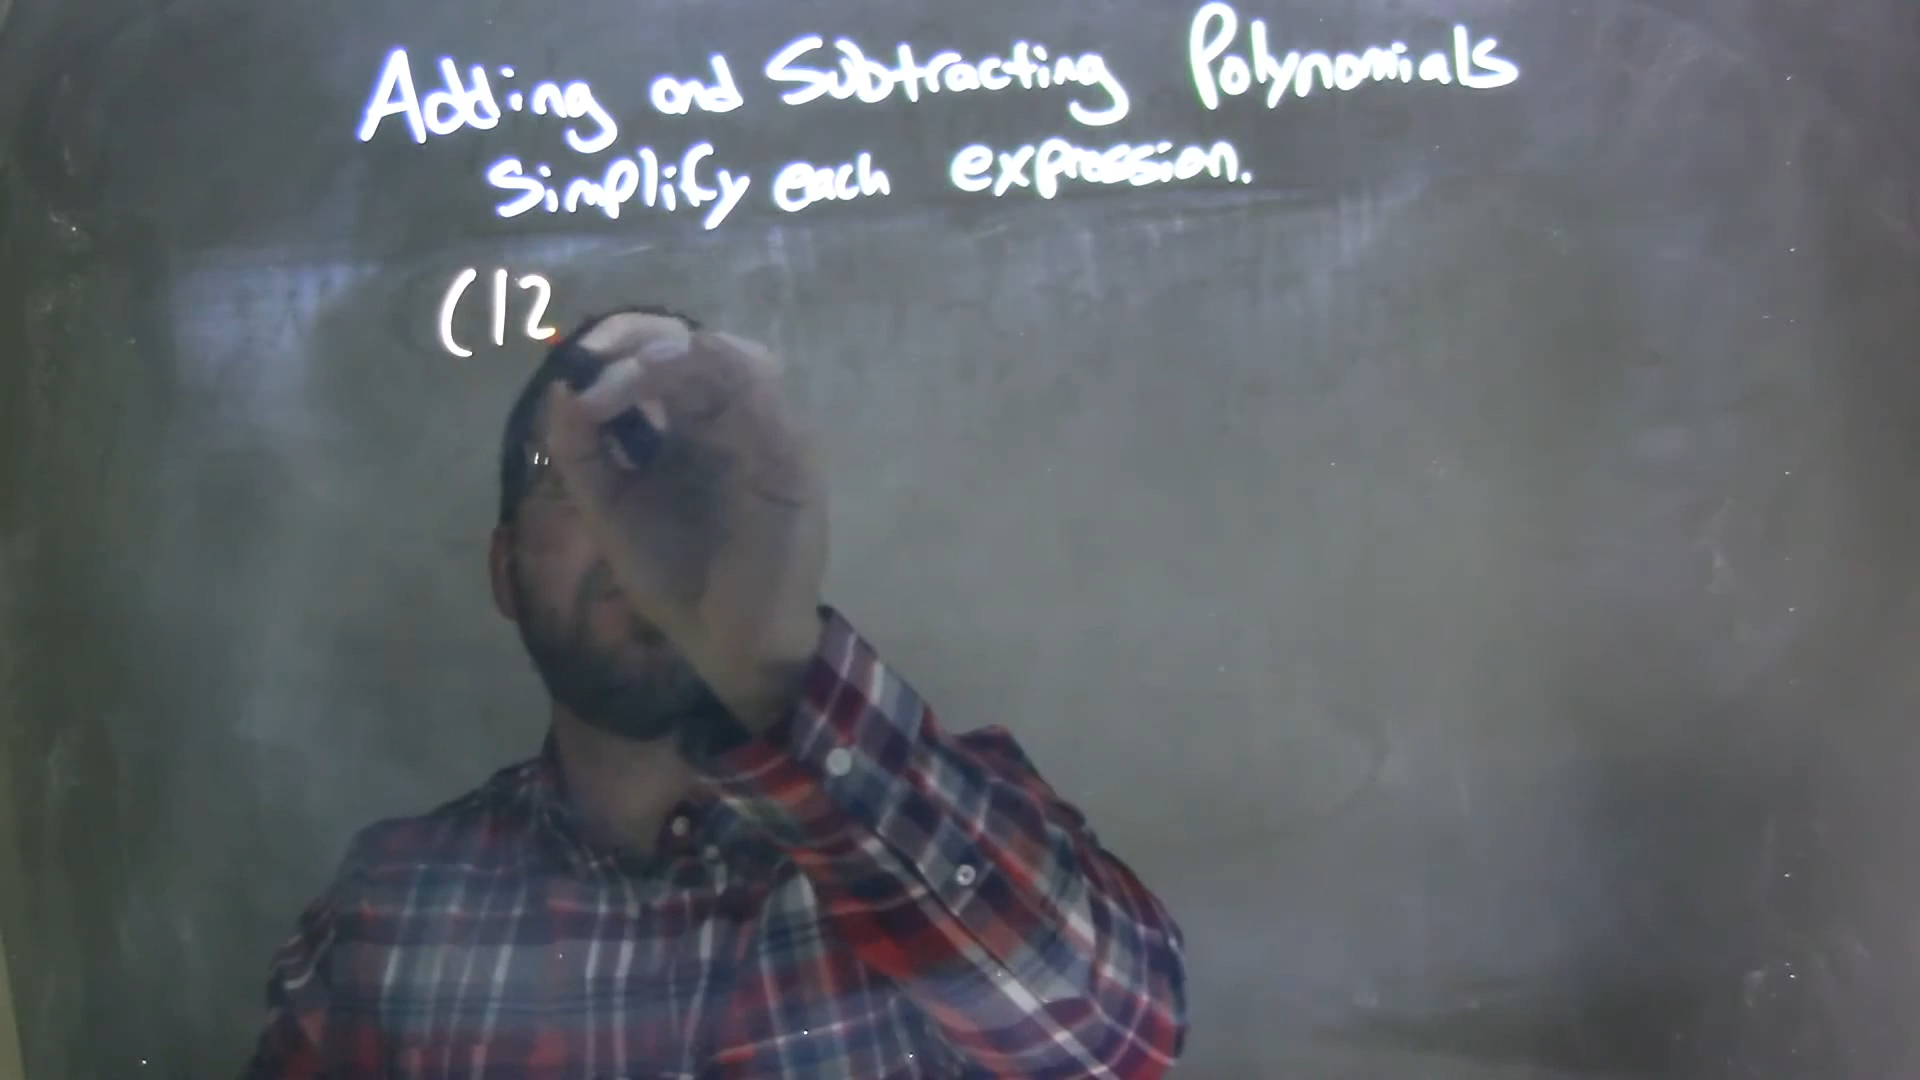 Adding and Subtracting Polynomials
Simplify each expression.
(12